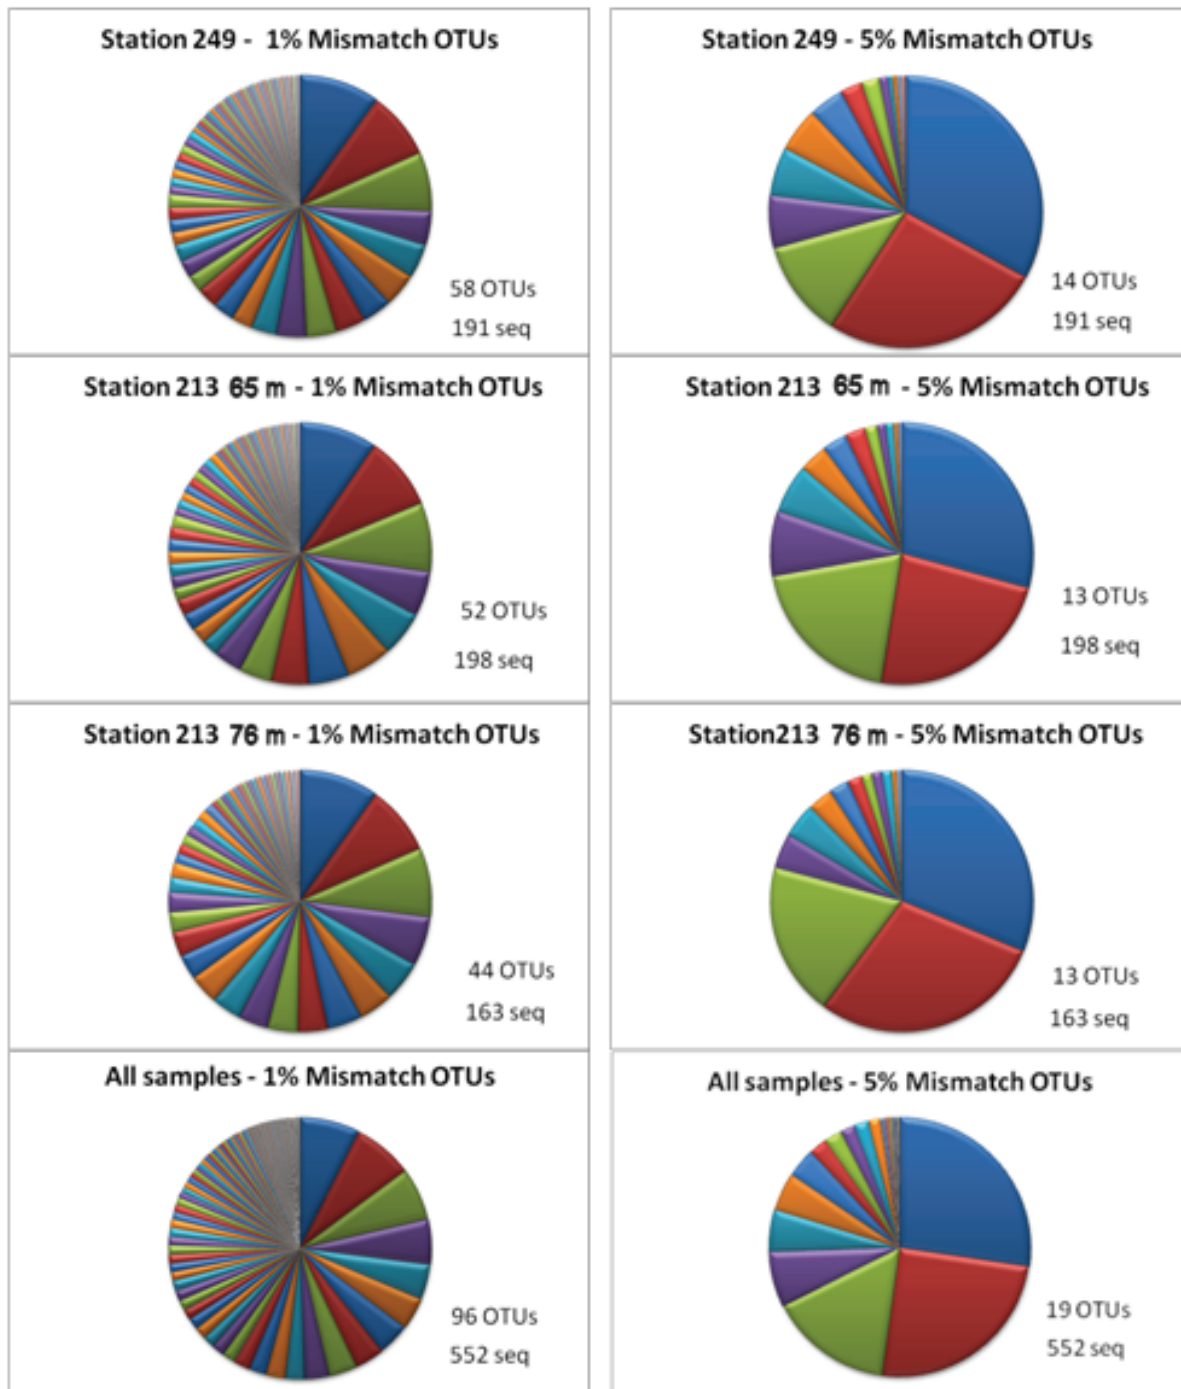 Station 249 - 1% Mismatch OTUs
58 OTUs
191 seq
Station 249 - 5% Mismatch OTUs
14 OTUs
191 seq
Station 213 65 m - 1% Mismatch OTUs
52 OTUs
198 seq
Station 213 65 m - 5% Mismatch OTUs
13 OTUs
198 seq
Station 213 76 m - 1% Mismatch OTUs
44 OTUs
163 seq
Station213 76 m - 5% Mismatch OTUs
13 OTUs
163 seq
All samples - 1% Mismatch OTUs
96 OTUs
552 seq
All samples - 5% Mismatch OTUs
19 OTUs
552 seq